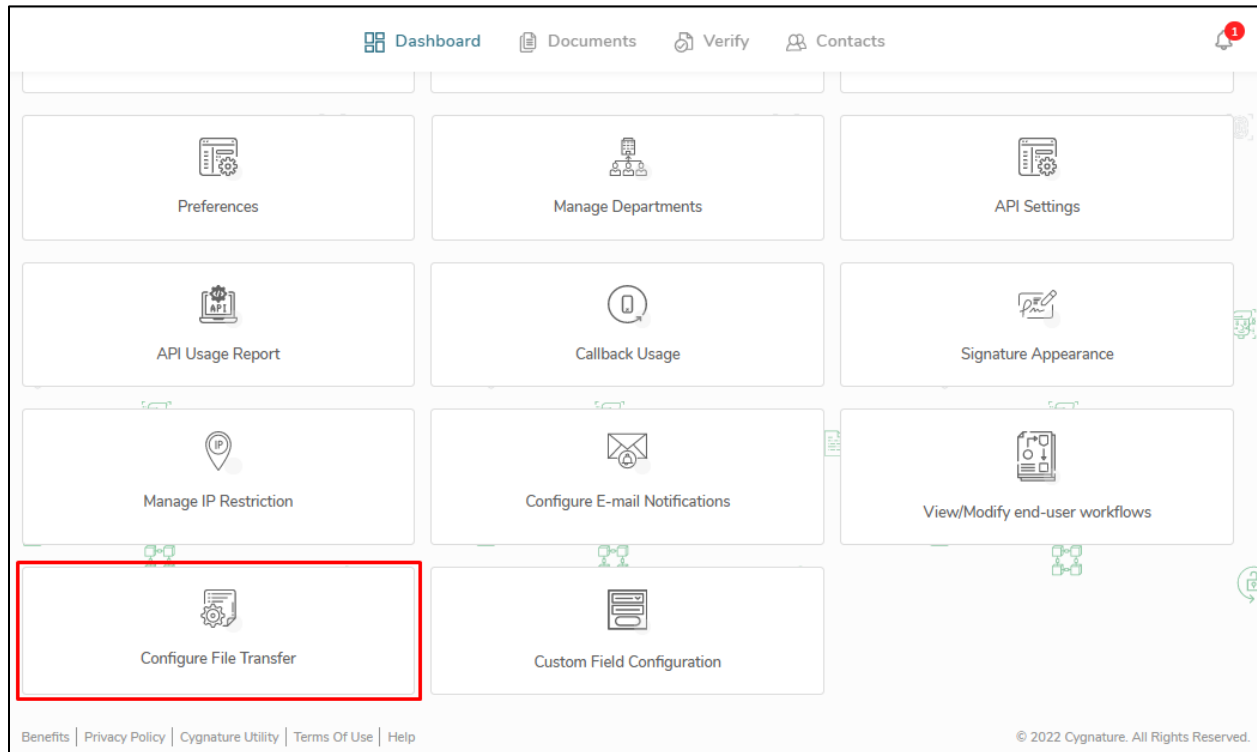 Dashboard Documents Verify Contacts 1
Preferences Manage Departments API Settings
API
API Usage Report Callback Usage Signature Appearance
IP
Manage IP Restriction Configure E-mail Notifications View/Modify end-user workflows
Configure File Transfer Custom Field Configuration
Benefits | Privacy Policy | Cygnature Utility | Terms Of Use | Help © 2022 Cygnature. All Rights Reserved.